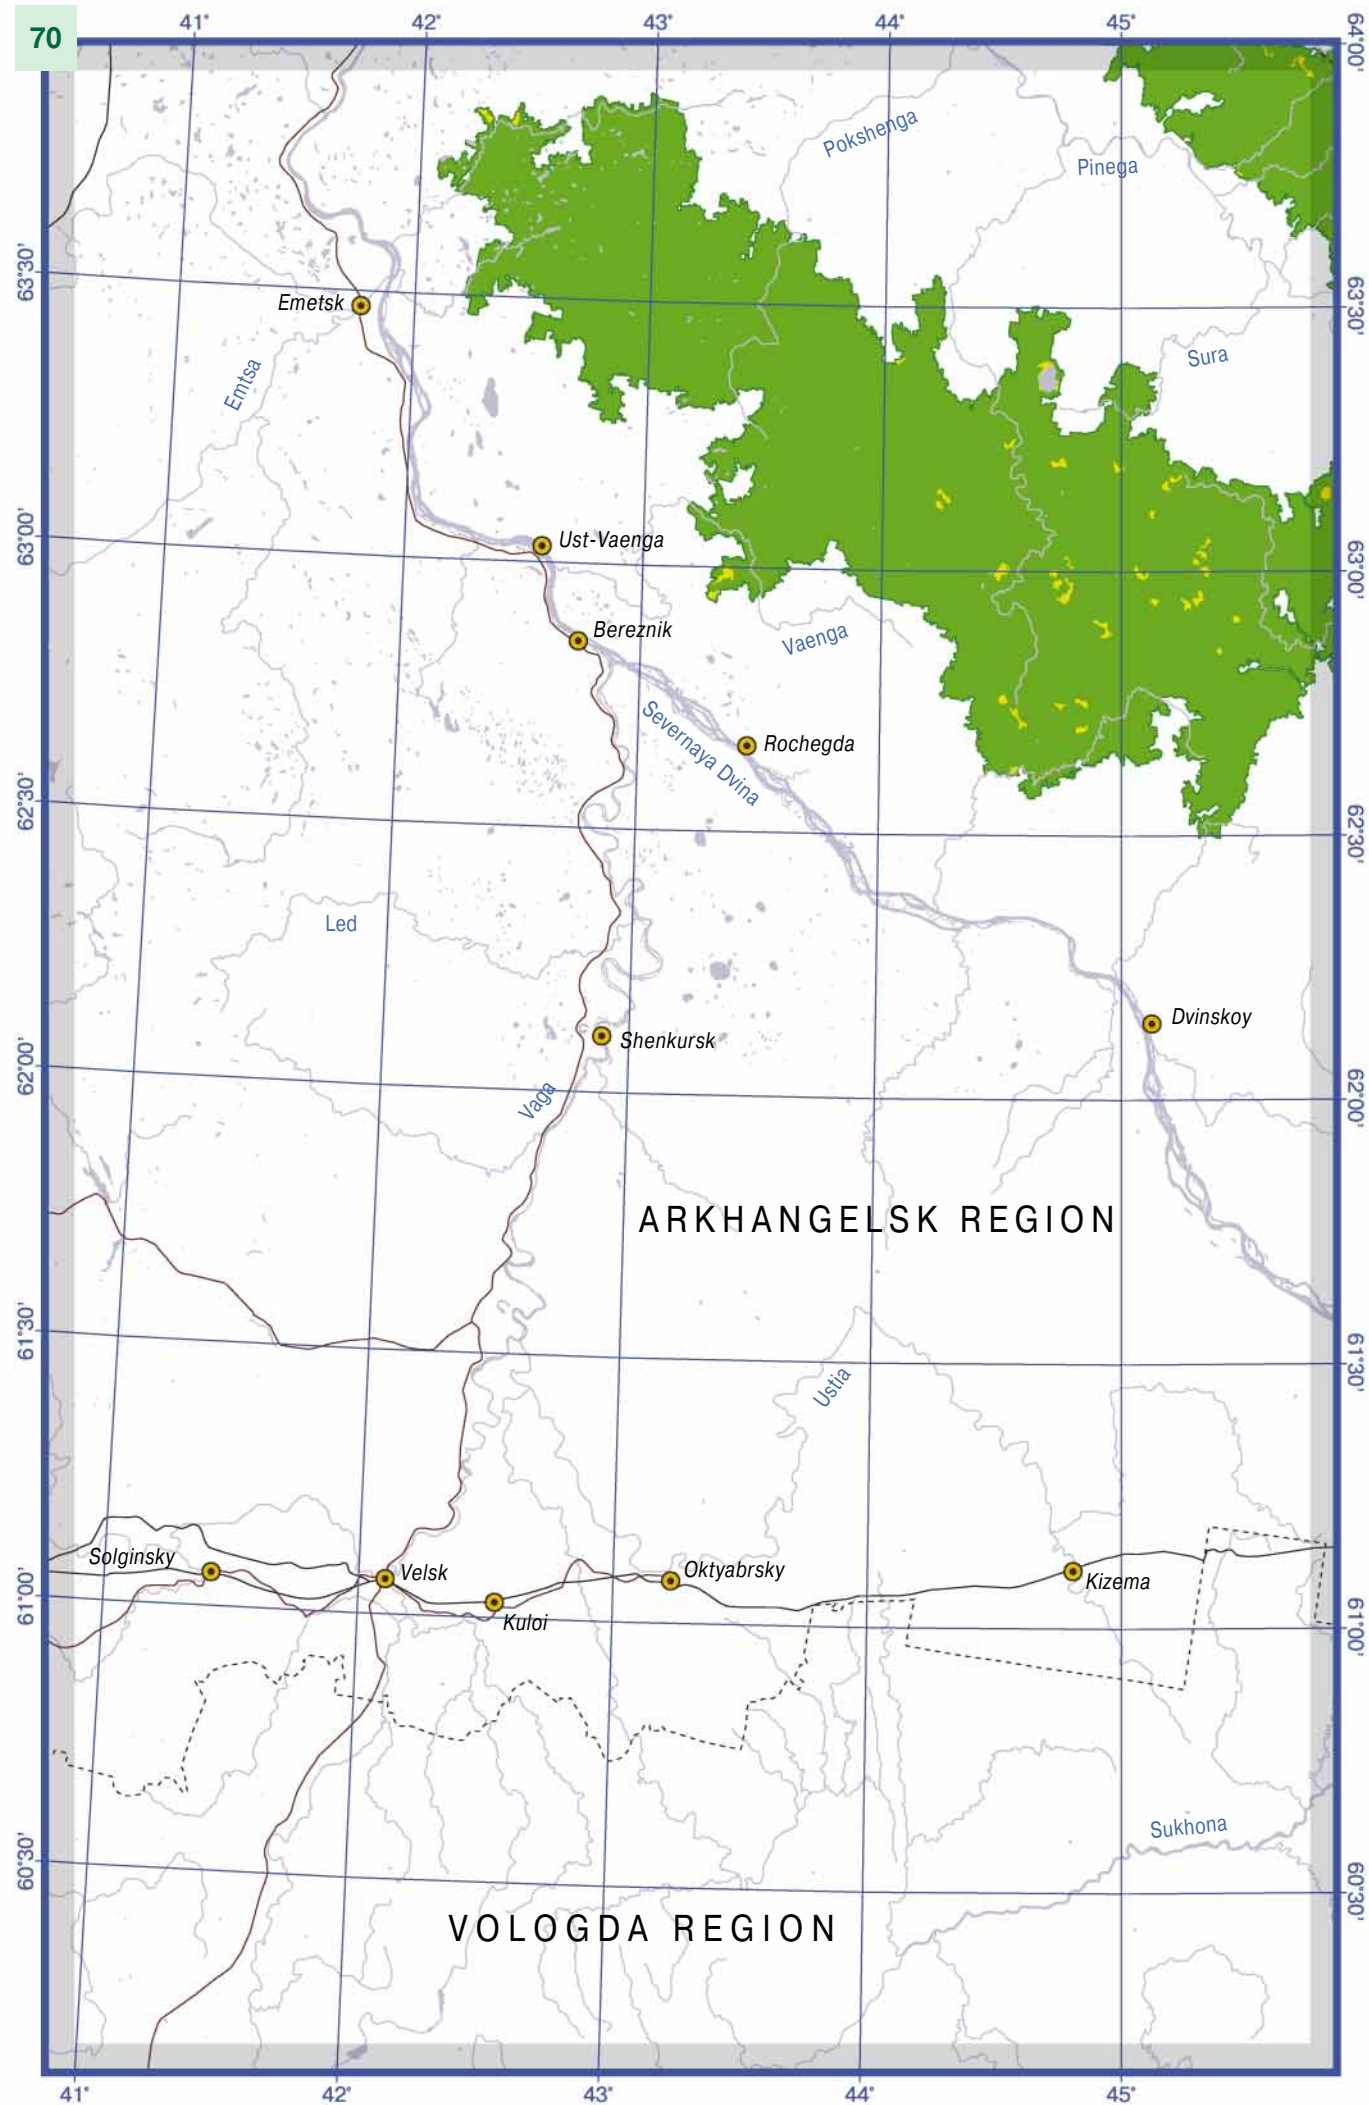 70
41°
42°
43°
44°
45°
64°00'
Pokshenga
Pinega
63°30'
63°30'
Emetsk
Emtsa
Sura
63°00'
63°00'
Ust-Vaenga
Bereznik
Vaenga
Severnaya Dvina
Rochegda
62°30'
62°30'
Led
Dvinskoy
Shenkursk
62°00'
62°00'
Vaga
ARKHANGELSK REGION
61°30'
61°30'
Ustia
Solginsky
Velsk
Oktyabrsky
Kizema
Kuloi
61°00'
61°00'
Sukhona
60°30'
60°30'
VOLOGDA REGION
41°
42°
43°
44°
45°